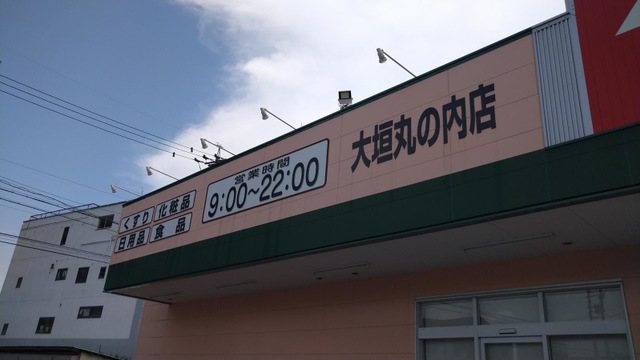 くすり 化粧品
日用品 食品
営業時間
9:00～22:00
大垣丸の内店